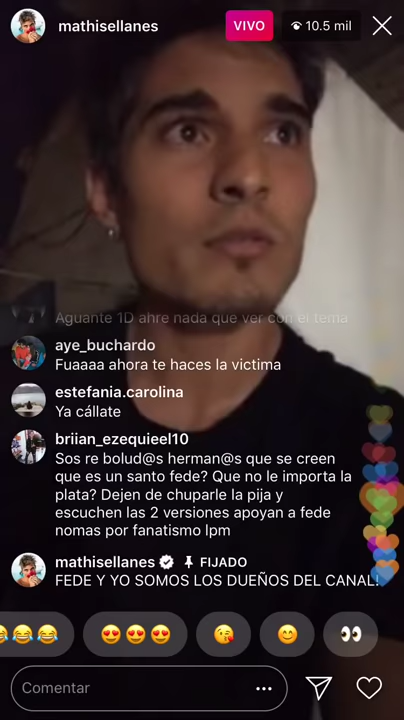 mathisellanes
VIVO
10.5 mil
Aguante 1D ahre nada que ver con el tema
aye_buchardo
Fuaaaa ahora te haces la victima
estefania.carolina
Ya cállate
briian_ezequieel10
Sos re bolud@s herman@s que se creen
que es un santo fede? Que no le importa la
plata? Dejen de chuparle la pija y
escuchen las 2 versiones apoyan a fede
nomas por fanatismo lpm
mathisellanes FIJADO
FEDE Y YO SOMOS LOS DUEÑOS DEL CANAL!
Comentar